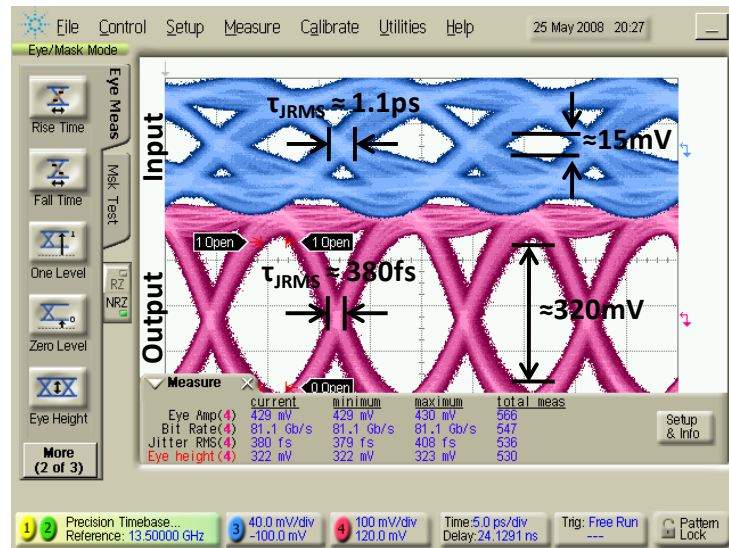 File Control Setup Measure Calibrate Utilities Help 25 May 2008 20:27
Eye/Mask Mode
Eye Meas
Msk Test
Rise Time
Fall Time
One Level
RZ
NRZ
Zero Level
Eye Height
More
(2 of 3)
Input
τJRMS ≈ 1.1ps
≈15mV
1 Open
1 Open
Output
τJRMS ≈ 380fs
≈320mV
0 Open
Measure
current minimum maximum total meas
Eye Amp(4) 429 mV 429 mV 430 mV 566
Bit Rate(4) 81.1 Gb/s 81.1 Gb/s 81.1 Gb/s 547
Jitter RMS(4) 380 fs 379 fs 408 fs 536
Eye height(4) 322 mV 322 mV 323 mV 530
Setup
& Info
1 2 Precision Timebase...
Reference: 13.50000 GHz
3 40.0 mV/div
-100.0 mV
4 100 mV/div
120.0 mV
Time:5.0 ps/div
Delay:24.1291 ns
Trig: Free Run
---
Pattern
Lock